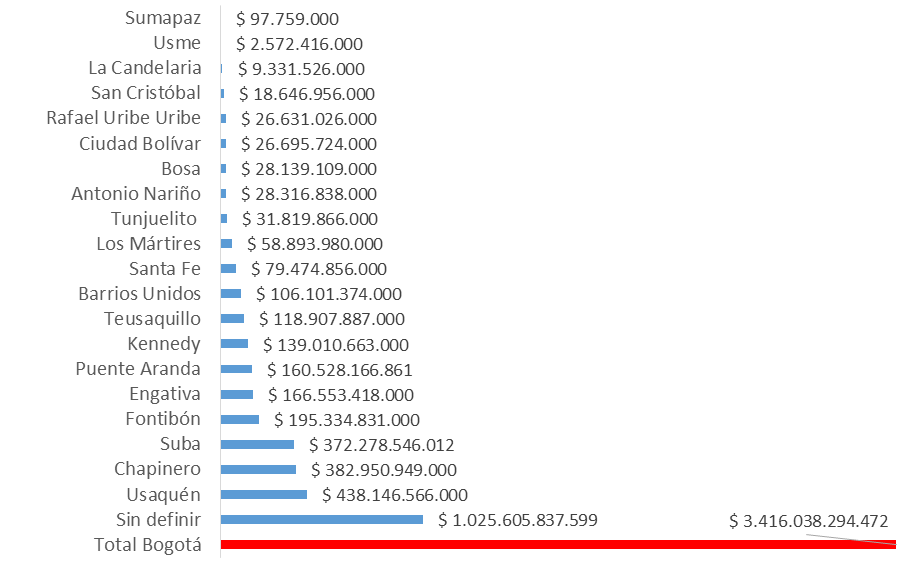 Sumapaz $ 97.759.000
Usme $ 2.572.416.000
La Candelaria $ 9.331.526.000
San Cristóbal $ 18.646.956.000
Rafael Uribe Uribe $ 26.631.026.000
Ciudad Bolívar $ 26.695.724.000
Bosa $ 28.139.109.000
Antonio Nariño $ 28.316.838.000
Tunjuelito $ 31.819.866.000
Los Mártires $ 58.893.980.000
Santa Fe $ 79.474.856.000
Barrios Unidos $ 106.101.374.000
Teusaquillo $ 118.907.887.000
Kennedy $ 139.010.663.000
Puente Aranda $ 160.528.166.861
Engativa $ 166.553.418.000
Fontibón $ 195.334.831.000
Suba $ 372.278.546.012
Chapinero $ 382.950.949.000
Usaquén $ 438.146.566.000
Sin definir $ 1.025.605.837.599
Total Bogotá $ 3.416.038.294.472